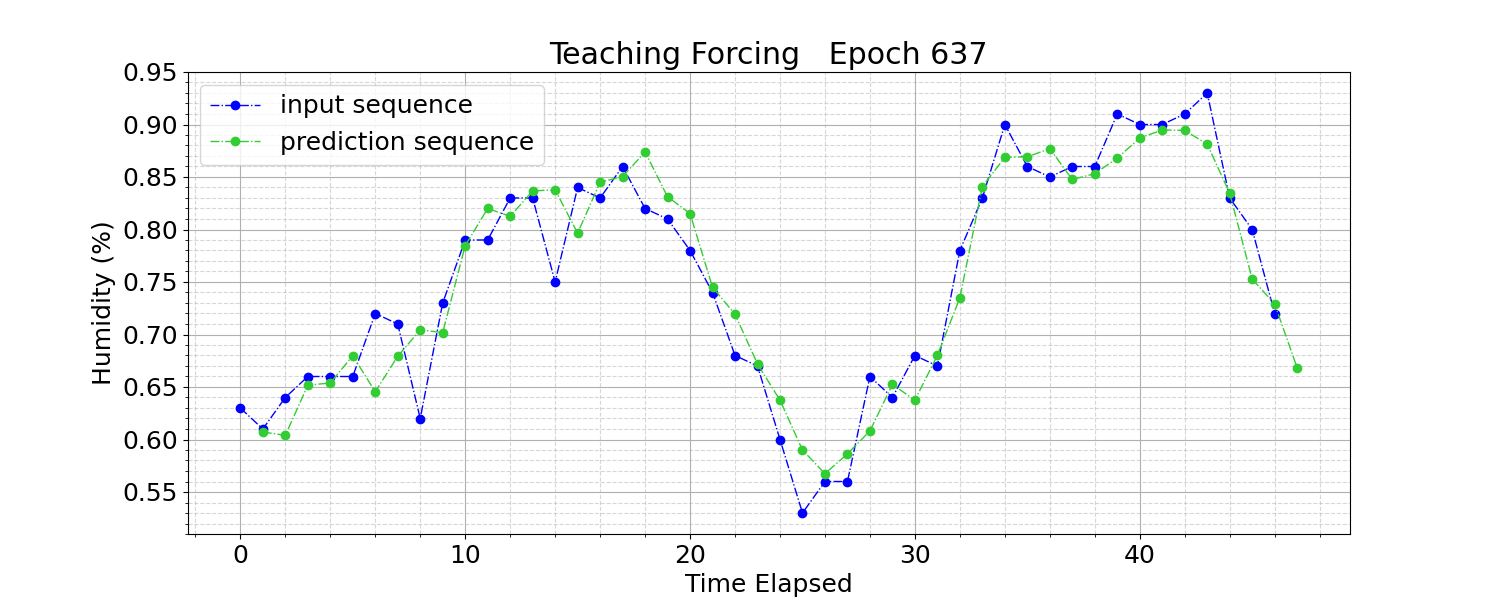 Teaching Forcing   Epoch 637
input sequence
prediction sequence
Humidity (%)
0.95
0.90
0.85
0.80
0.75
0.70
0.65
0.60
0.55
0 10 20 30 40
Time Elapsed